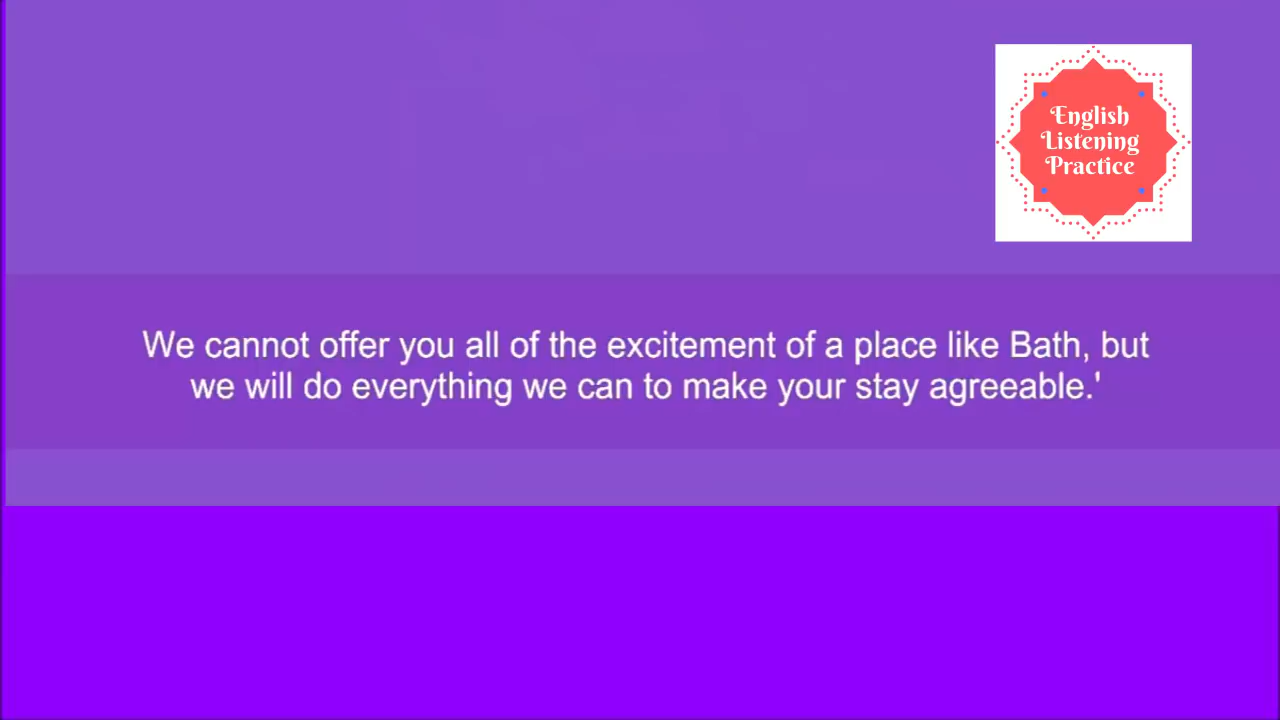 English
Listening
Practice
We cannot offer you all of the excitement of a place like Bath, but
we will do everything we can to make your stay agreeable.'